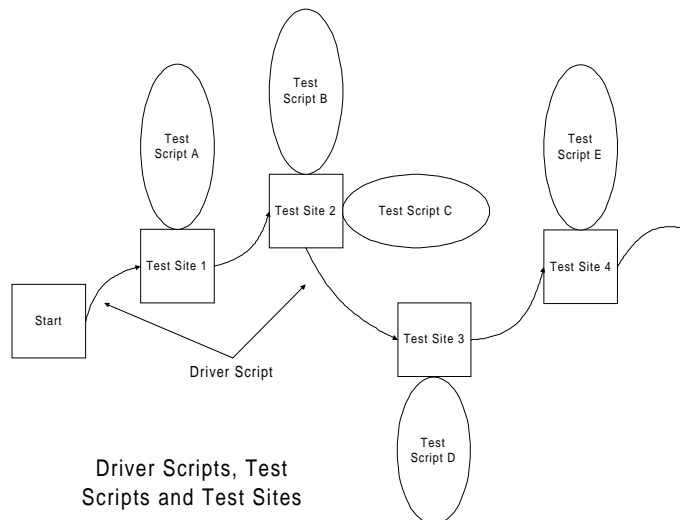 Test
Script B
Test
Script A
Test
Script E
Test Site 2
Test Script C
Test Site 1
Test Site 4
Start
Test Site 3
Driver Script
Test
Script D
Driver Scripts, Test
Scripts and Test Sites